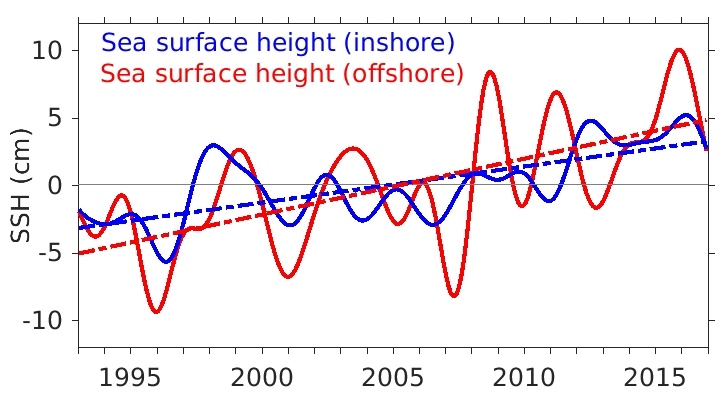 Sea surface height (inshore)
Sea surface height (offshore)
SSH (cm)
10
5
0
-5
-10
1995 2000 2005 2010 2015